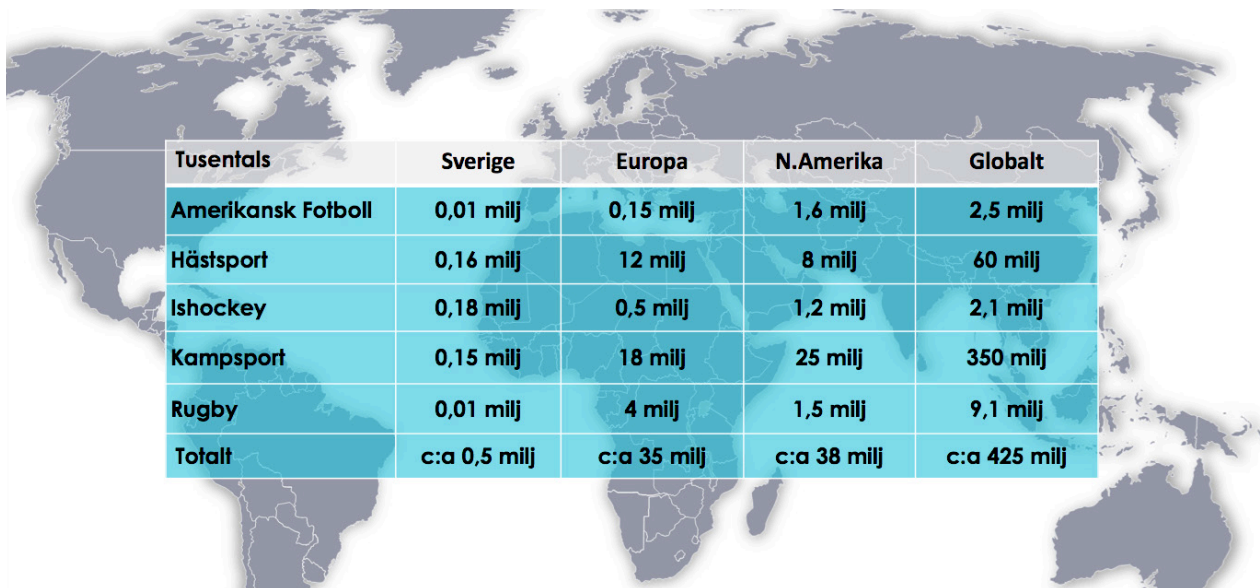 Tusentals Sverige Europa N.Amerika Globalt
Amerikansk Fotboll 0,01 milj 0,15 milj 1,6 milj 2,5 milj
Hästsport 0,16 milj 12 milj 8 milj 60 milj
Ishockey 0,18 milj 0,5 milj 1,2 milj 2,1 milj
Kampsport 0,15 milj 18 milj 25 milj 350 milj
Rugby 0,01 milj 4 milj 1,5 milj 9,1 milj
Totalt c:a 0,5 milj c:a 35 milj c:a 38 milj c:a 425 milj